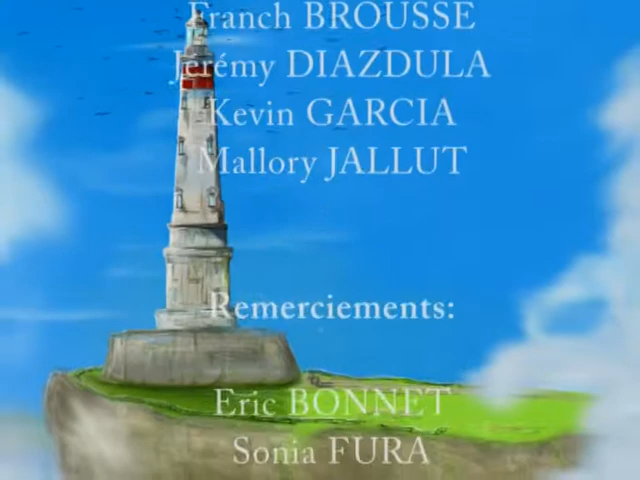 Franch BROUSSE
Jerémy DIAZDULA
Kevin GARCIA
Mallory JALLUT
Remerciements:
Eric BONNET
Sonia FURA